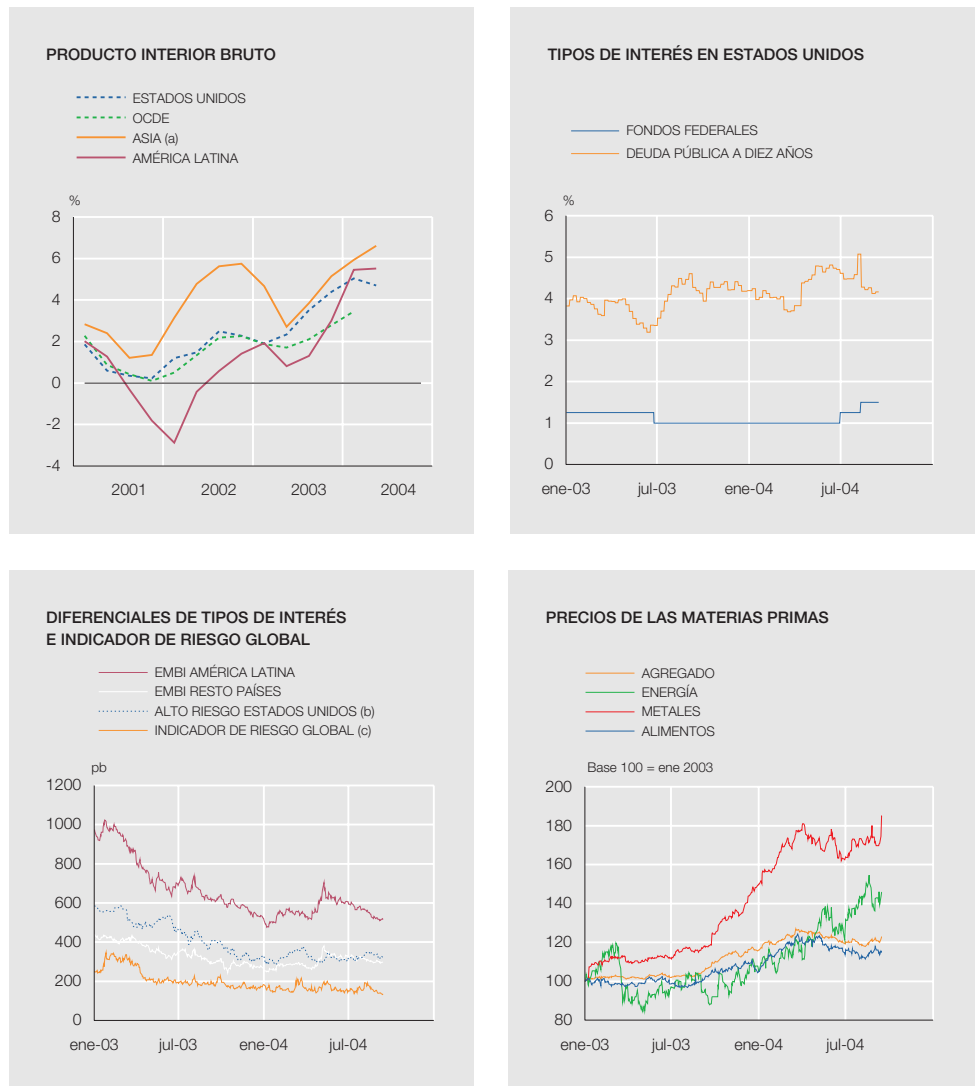 PRODUCTO INTERIOR BRUTO
ESTADOS UNIDOS
OCDE
ASIA (a)
AMÉRICA LATINA
%
8
6
4
2
0
-2
-4
2001 2002 2003 2004
TIPOS DE INTERÉS EN ESTADOS UNIDOS
FONDOS FEDERALES
DEUDA PÚBLICA A DIEZ AÑOS
%
6
5
4
3
2
1
0
ene-03 jul-03 ene-04 jul-04
DIFERENCIALES DE TIPOS DE INTERÉS
E INDICADOR DE RIESGO GLOBAL
EMBI AMÉRICA LATINA
EMBI RESTO PAÍSES
ALTO RIESGO ESTADOS UNIDOS (b)
INDICADOR DE RIESGO GLOBAL (c)
pb
1200
1000
800
600
400
200
0
ene-03 jul-03 ene-04 jul-04
PRECIOS DE LAS MATERIAS PRIMAS
AGREGADO
ENERGÍA
METALES
ALIMENTOS
Base 100 = ene 2003
200
180
160
140
120
100
80
ene-03 jul-03 ene-04 jul-04